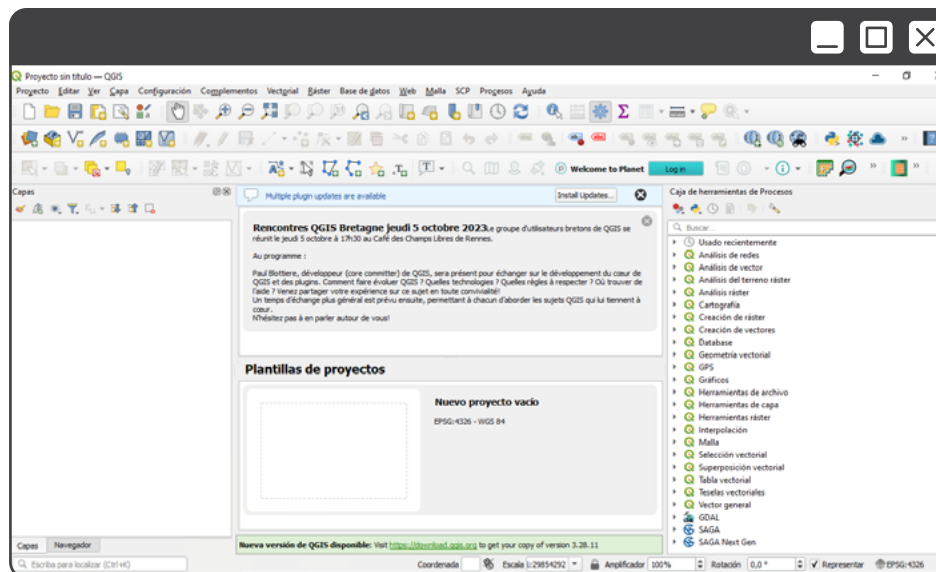 Proyecto sin título — QGIS
Proyecto Editar Ver Capa Configuración Complementos Vectorial Ráster Base de datos Web Malla SCP Procesos Ayuda
Welcome to Planet
Log in
Capas
Multiple plugin updates are available
Install Updates...
Rencontres QGIS Bretagne jeudi 5 octobre 2023.Le groupe d'utilisateurs bretons de QGIS se
réunit le jeudi 5 octobre à 17h30 au Café des Champs Libres de Rennes.
Au programme :
Paul Blottiere, développeur (core committer) de QGIS, sera présent pour échanger sur le développement du cœur de
QGIS et des plugins. Comment faire évoluer QGIS ? Quelles technologies ? Quelles règles à respecter ? Où trouver de
l'aide ? Venez partager votre expérience sur ce sujet en toute convivialité!
Un temps d'échange plus général est prévu ensuite, permettant à chacun d'aborder les sujets QGIS qui lui tiennent à
cœur.
N'hésitez pas à en parler autour de vous!
Plantillas de proyectos
Nuevo proyecto vacío
EPSG:4326 - WGS 84
Nueva versión de QGIS disponible: Visit https://download.qgis.org to get your copy of version 3.28.11
Caja de herramientas de Procesos
Buscar...
Usado recientemente
Análisis de redes
Análisis de vector
Análisis del terreno ráster
Análisis ráster
Cartografía
Creación de ráster
Creación de vectores
Database
Geometría vectorial
GPS
Gráficos
Herramientas de archivo
Herramientas de capa
Herramientas ráster
Interpolación
Malla
Selección vectorial
Superposición vectorial
Tabla vectorial
Teselas vectoriales
Vector general
GDAL
SAGA
SAGA Next Gen
Capas Navegador
Escriba para localizar (Ctrl+K)
Coordenada Escala 1:29854292 Amplificador 100% Rotación 0,0 ° Representar EPSG:4326